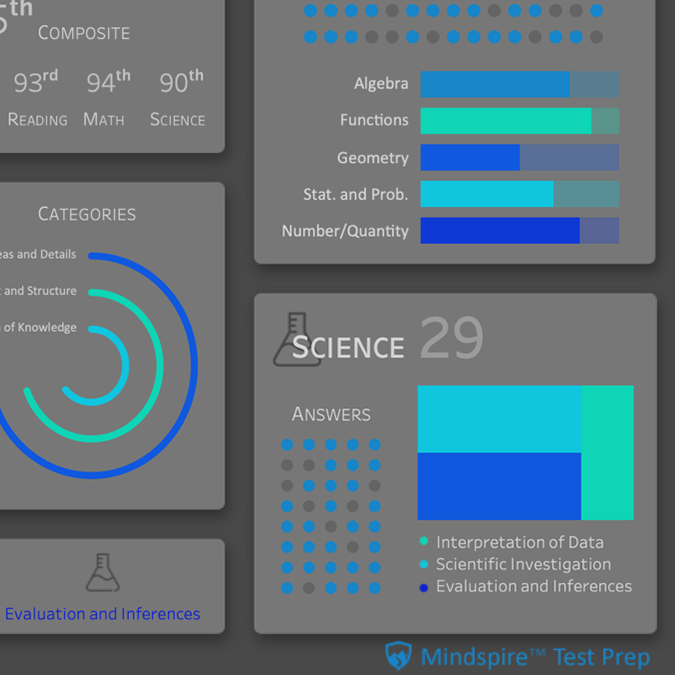 5th
COMPOSITE
93rd 94th 90th
READING MATH SCIENCE
CATEGORIES
and Details
and Structure
of Knowledge
Evaluation and Inferences
Algebra
Functions
Geometry
Stat. and Prob.
Number/Quantity
SCIENCE 29
ANSWERS
Interpretation of Data
Scientific Investigation
Evaluation and Inferences
Mindspire™ Test Prep